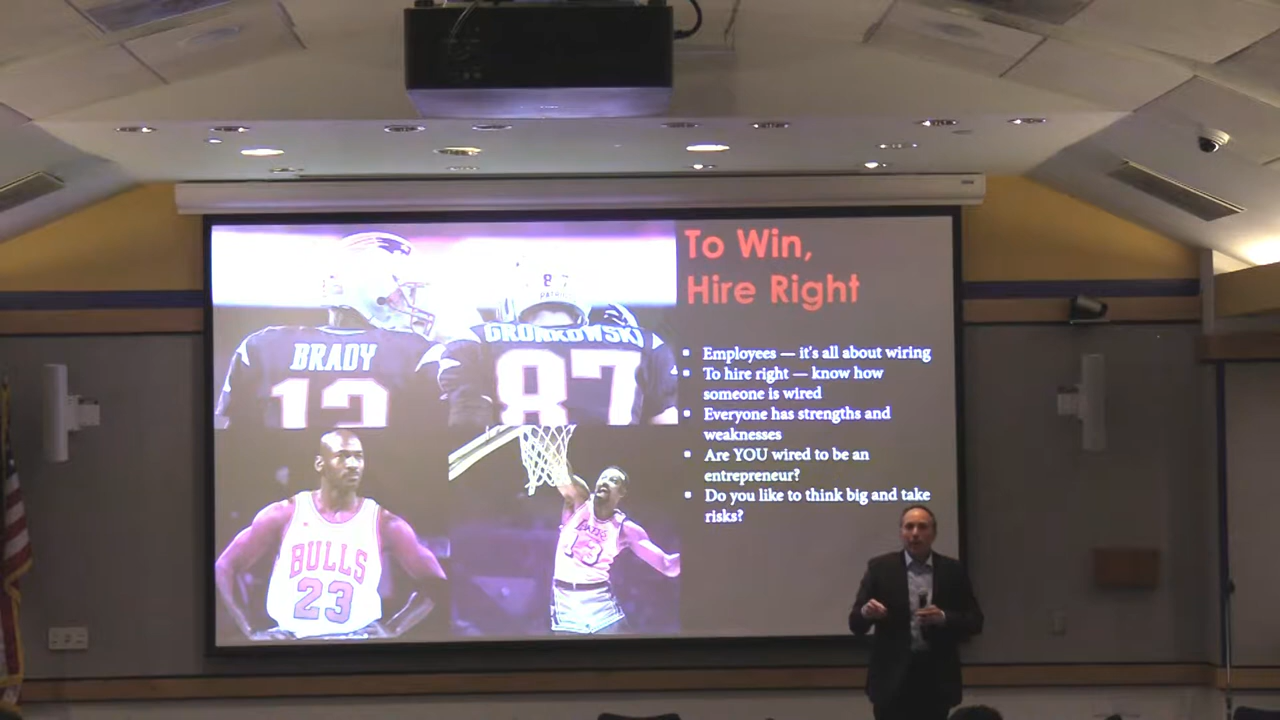 To Win,
Hire Right
Employees — it's all about wiring
To hire right — know how
someone is wired
Everyone has strengths and
weaknesses
Are YOU wired to be an
entrepreneur?
Do you like to think big and take
risks?
BRADY
12
87
GRONKOWSKI
87
BULLS
23
13